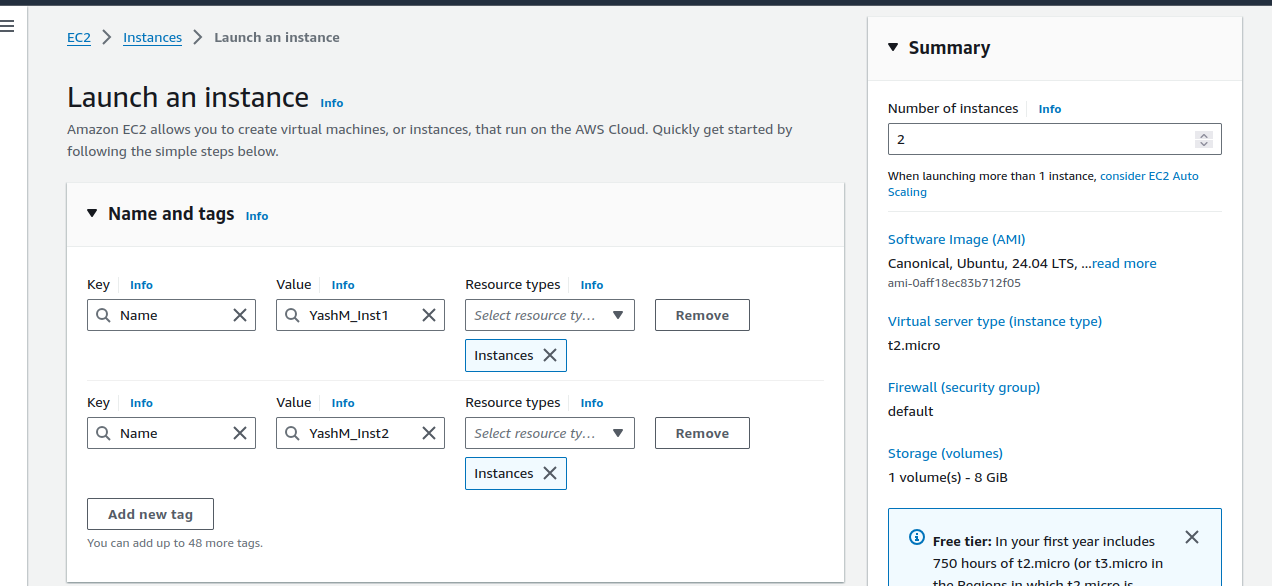 EC2 Instances Launch an instance
Launch an instance Info
Amazon EC2 allows you to create virtual machines, or instances, that run on the AWS Cloud. Quickly get started by
following the simple steps below.
Name and tags Info
Key Info Value Info Resource types Info
Name YashM_Inst1 Select resource ty... Remove
Instances
Key Info Value Info Resource types Info
Name YashM_Inst2 Select resource ty... Remove
Instances
Add new tag
You can add up to 48 more tags.
Summary
Number of instances Info
2
When launching more than 1 instance, consider EC2 Auto
Scaling
Software Image (AMI)
Canonical, Ubuntu, 24.04 LTS, ...read more
ami-0aff18ec83b712f05
Virtual server type (instance type)
t2.micro
Firewall (security group)
default
Storage (volumes)
1 volume(s) - 8 GiB
Free tier: In your first year includes
750 hours of t2.micro (or t3.micro in
the Regions in which t2.micro is